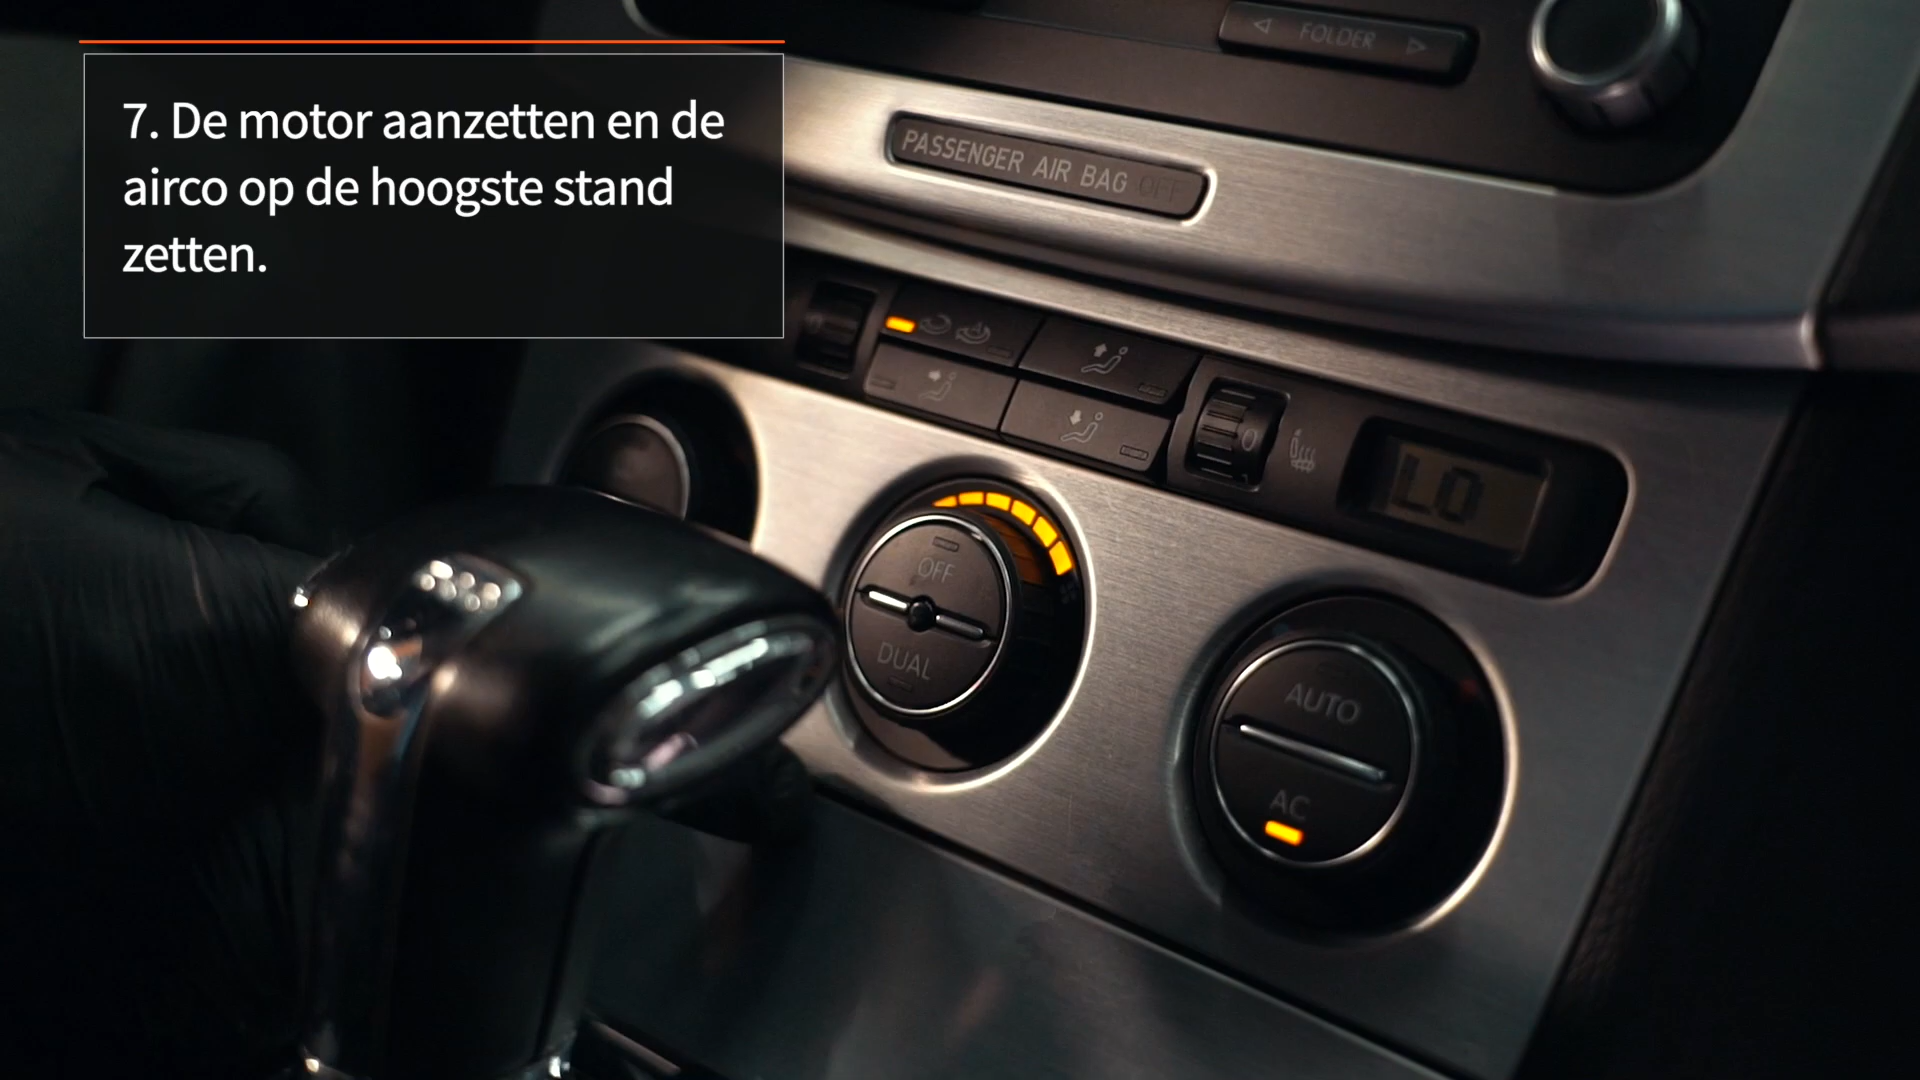 7. De motor aanzetten en de
airco op de hoogste stand
zetten.
FOLDER
PASSENGER AIR BAG OFF
LO
OFF
DUAL
AUTO
AC